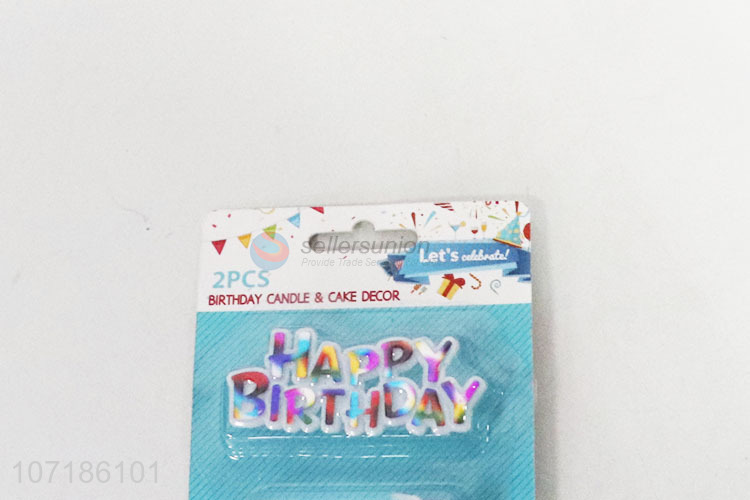 sellersunion
Provide Trade Se
Let's celebrate!
2PCS
BIRTHDAY CANDLE & CAKE DECOR
HAPPY
BIRTHDAY
107186101